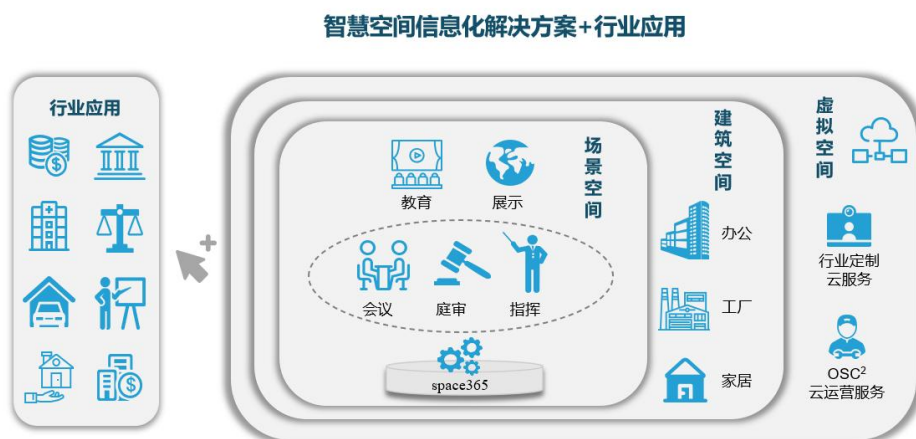 智慧空间信息化解决方案+行业应用
行业应用
场景空间
教育
展示
会议
庭审
指挥
space365
建筑空间
办公
工厂
家居
虚拟空间
行业定制
云服务
OSC²
云运营服务